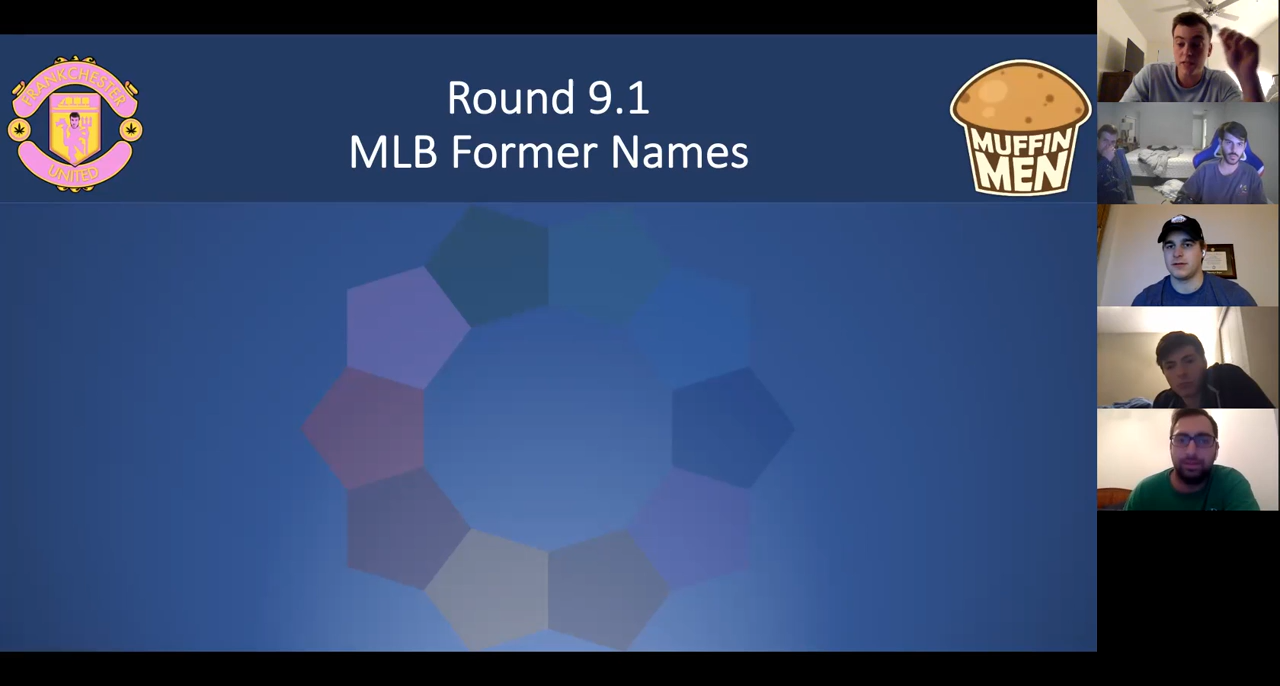 FRANKCHESTER
UNITED
Round 9.1
MLB Former Names
MUFFIN
MEN